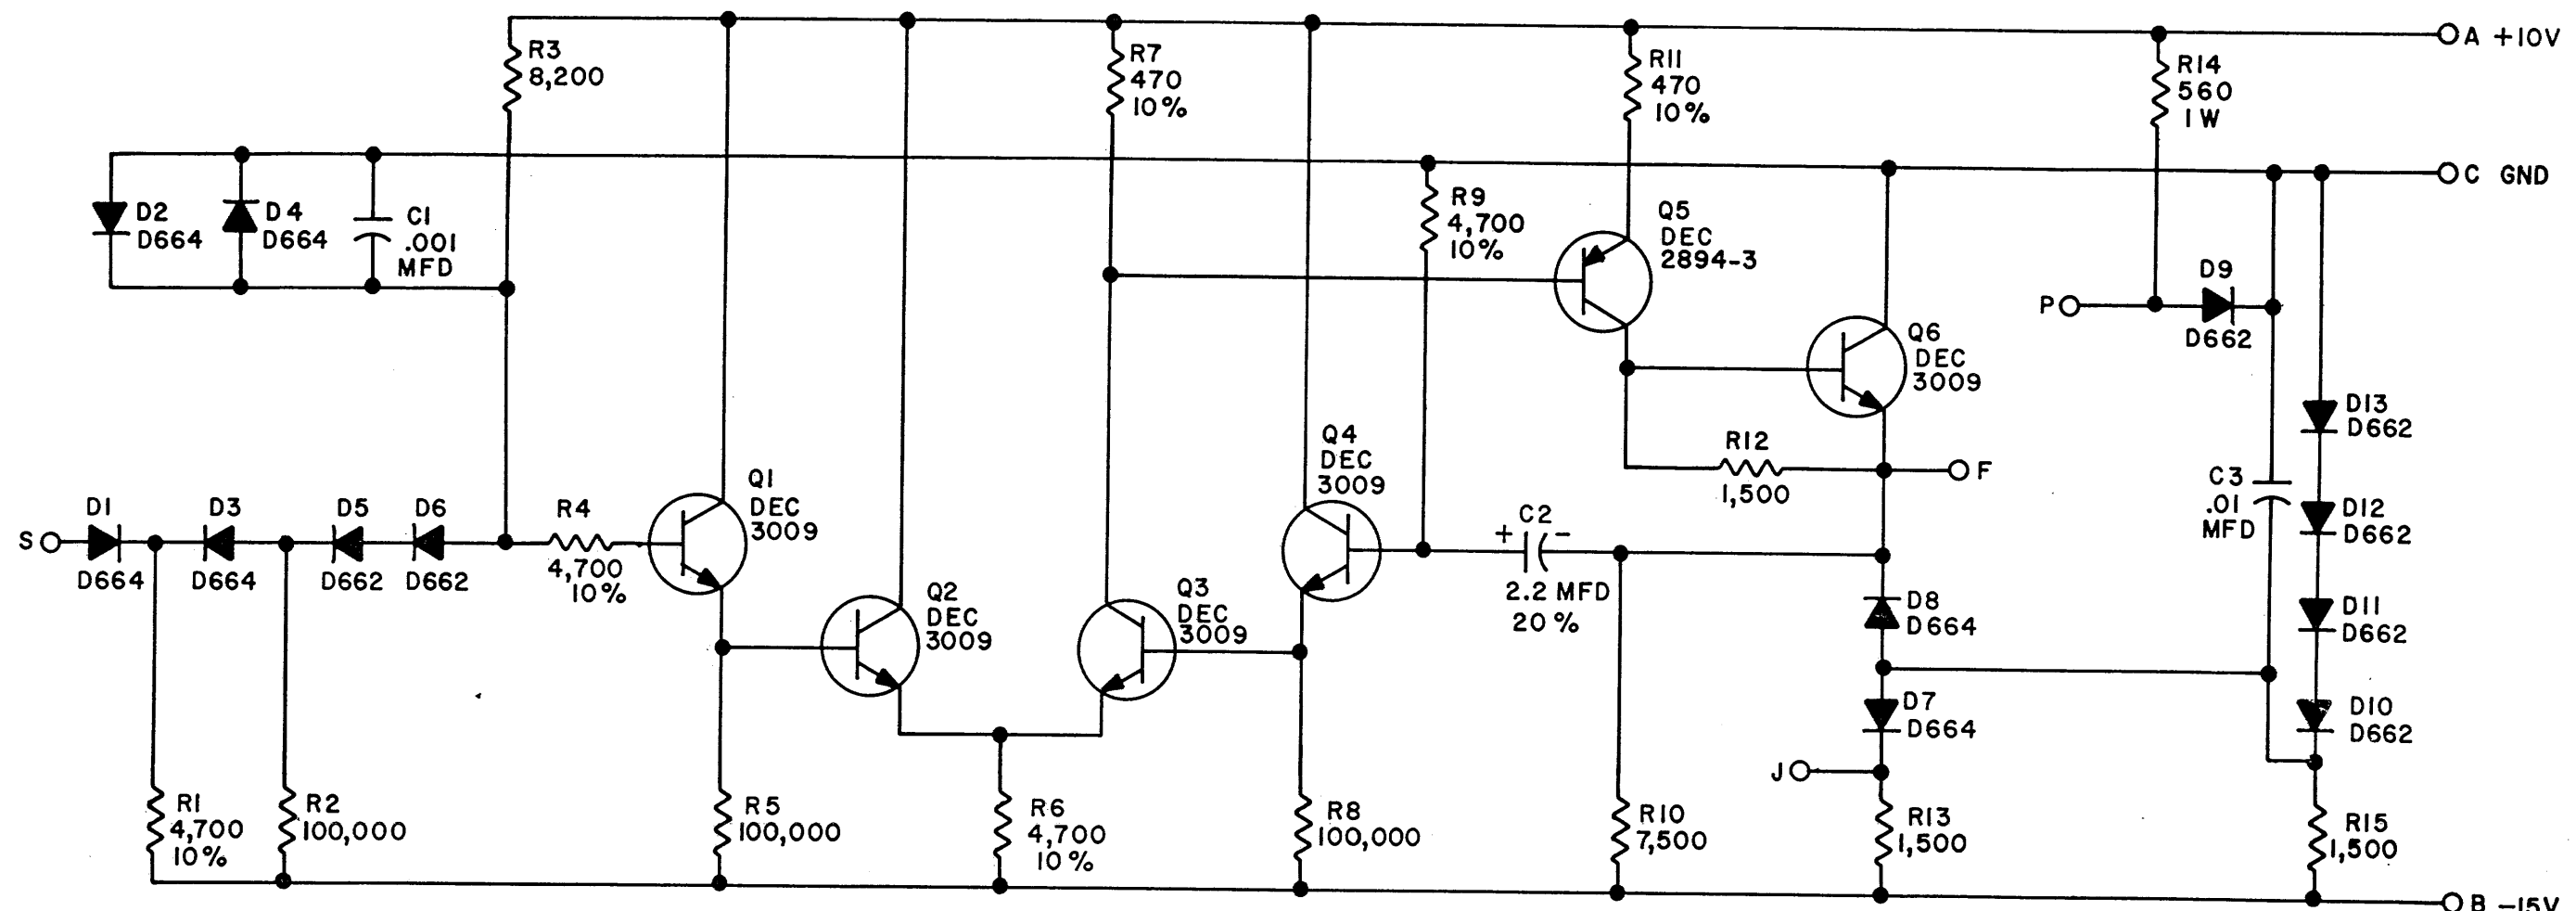 R3
8,200
R7
470
10%
R11
470
10%
R14
560
1W
A +10V
D2
D664
D4
D664
C1
.001
MFD
R9
4,700
10%
Q5
DEC
2894-3
C GND
P
D9
D662
Q6
DEC
3009
D13
D662
S
D1
D664
D3
D664
D5
D662
D6
D662
R4
4,700
10%
Q1
DEC
3009
Q4
DEC
3009
R12
1,500
F
C2
+ -
2.2 MFD
20%
C3
.01
MFD
D12
D662
Q2
DEC
3009
Q3
DEC
3009
D8
D664
D11
D662
D7
D664
D10
D662
J
R1
4,700
10%
R2
100,000
R5
100,000
R6
4,700
10%
R8
100,000
R10
7,500
R13
1,500
R15
1,500
B -15V